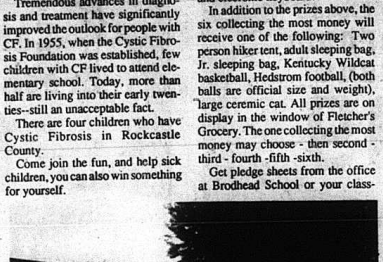 Tremendous advances in diagno-
sis and treatment have significantly
improved the outlook for people with
CF. In 1955, when the Cystic Fibro-
sis Foundation was established, few
children with CF lived to attend ele-
mentary school. Today, more than
half are living into their early twen-
ties--still an unacceptable fact.
There are four children who have
Cystic Fibrosis in Rockcastle
County.
Come join the fun, and help sick
children, you can also win something
for yourself.
In addition to the prizes above, the
six collecting the most money will
receive one of the following: Two
person hiker tent, adult sleeping bag,
Jr. sleeping bag, Kentucky Wildcat
basketball, Hedstrom football, (both
balls are official size and weight),
large ceremic cat. All prizes are on
display in the window of Fletcher's
Grocery. The one collecting the most
money may choose - then second -
third - fourth -fifth -sixth.
Get pledge sheets from the office
at Brodhead School or your class-